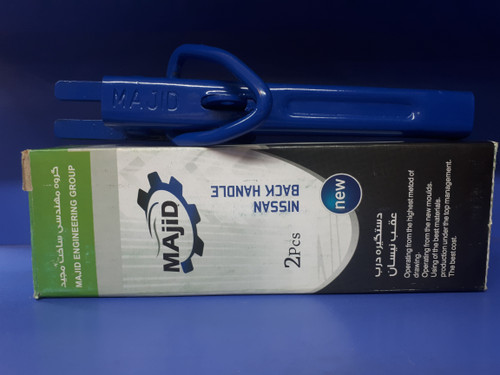 MAJID
گروه مهندسی ساخت مجید
MAJID ENGINEERING GROUP
MAJID
NISSAN
BACK HANDLE
2Pcs
new
دستگیره درب
عقب نیسان
Operating from the highest metod of
drawing.
Operating from the new moulds.
Using of the best materials.
production under the top management.
The best cost.